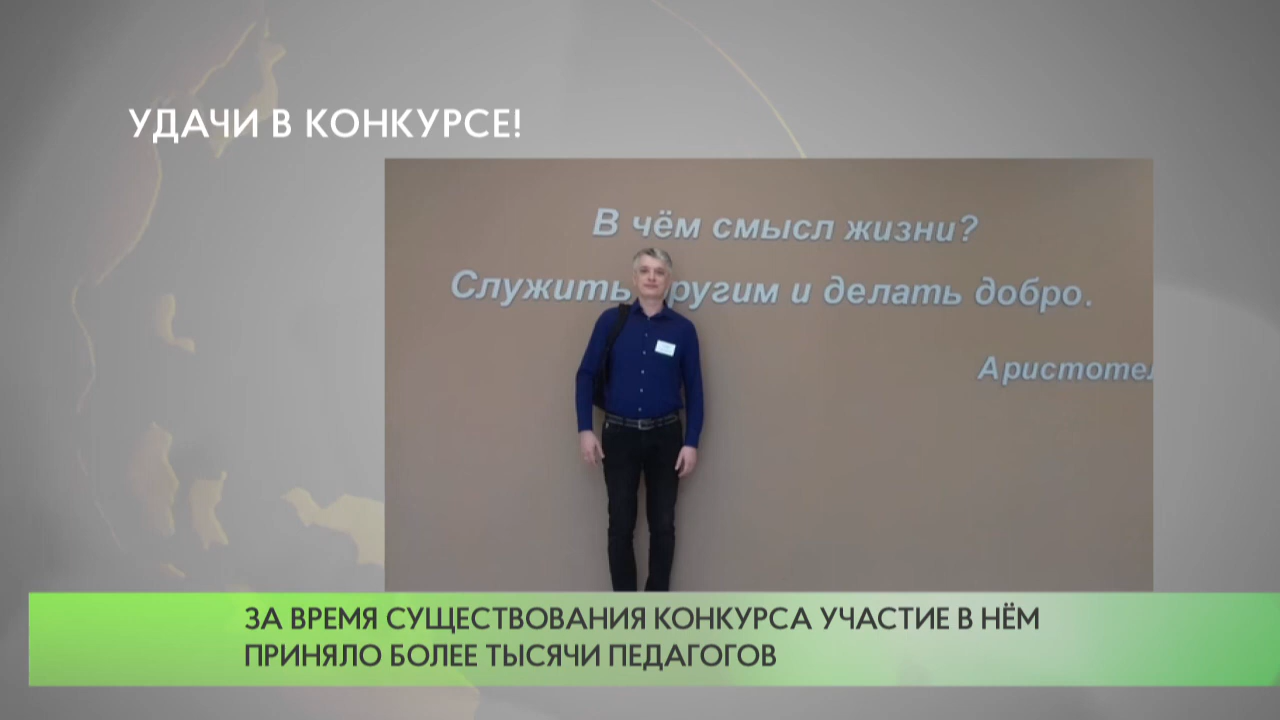 УДАЧИ В КОНКУРСЕ!
В чём смысл жизни?
Служить другим и делать добро.
Аристотел
ЗА ВРЕМЯ СУЩЕСТВОВАНИЯ КОНКУРСА УЧАСТИЕ В НЁМ
ПРИНЯЛО БОЛЕЕ ТЫСЯЧИ ПЕДАГОГОВ